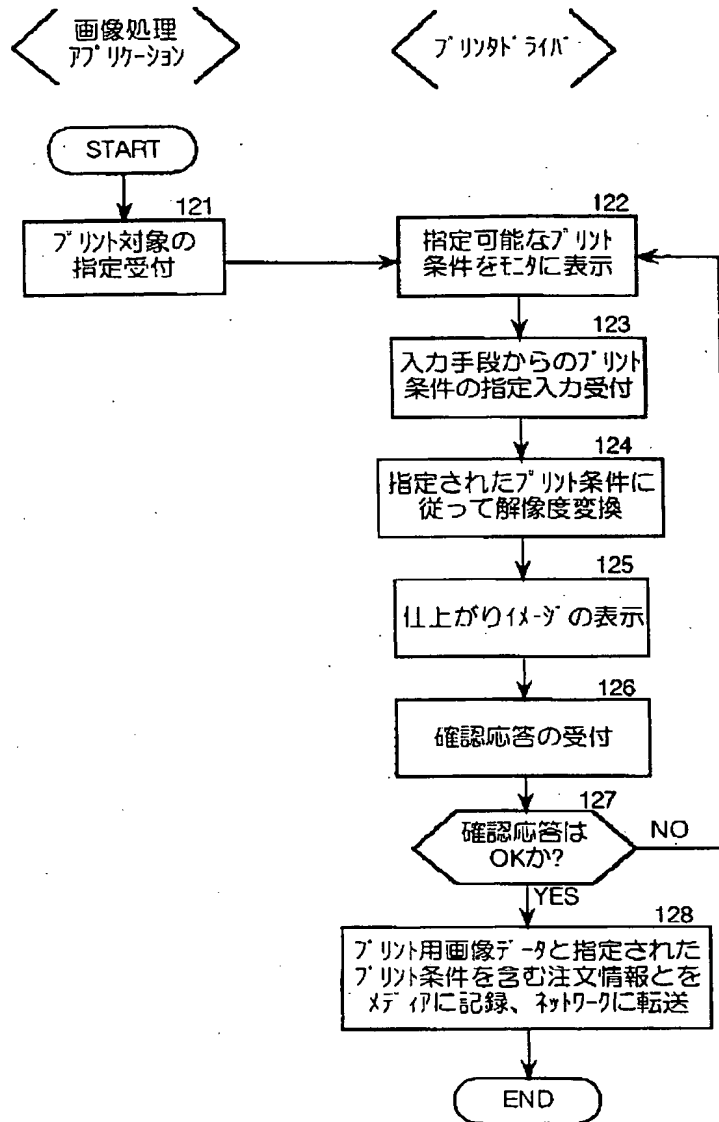 画像処理
ｱﾌﾟﾘｹｰｼｮﾝ
ﾌﾟﾘﾝﾀﾄﾞﾗｲﾊﾞ
START
121
ﾌﾟﾘﾝﾄ対象の
指定受付
122
指定可能なﾌﾟﾘﾝﾄ
条件をﾓﾆﾀに表示
123
入力手段からのﾌﾟﾘﾝﾄ
条件の指定入力受付
124
指定されたﾌﾟﾘﾝﾄ条件に
従って解像度変換
125
仕上がりｲﾒｰｼﾞの表示
126
確認応答の受付
127
確認応答は
OKか?
NO
YES
128
ﾌﾟﾘﾝﾄ用画像ﾃﾞｰﾀと指定された
ﾌﾟﾘﾝﾄ条件を含む注文情報とを
ﾒﾃﾞｨｱに記録、ﾈｯﾄﾜｰｸに転送
END